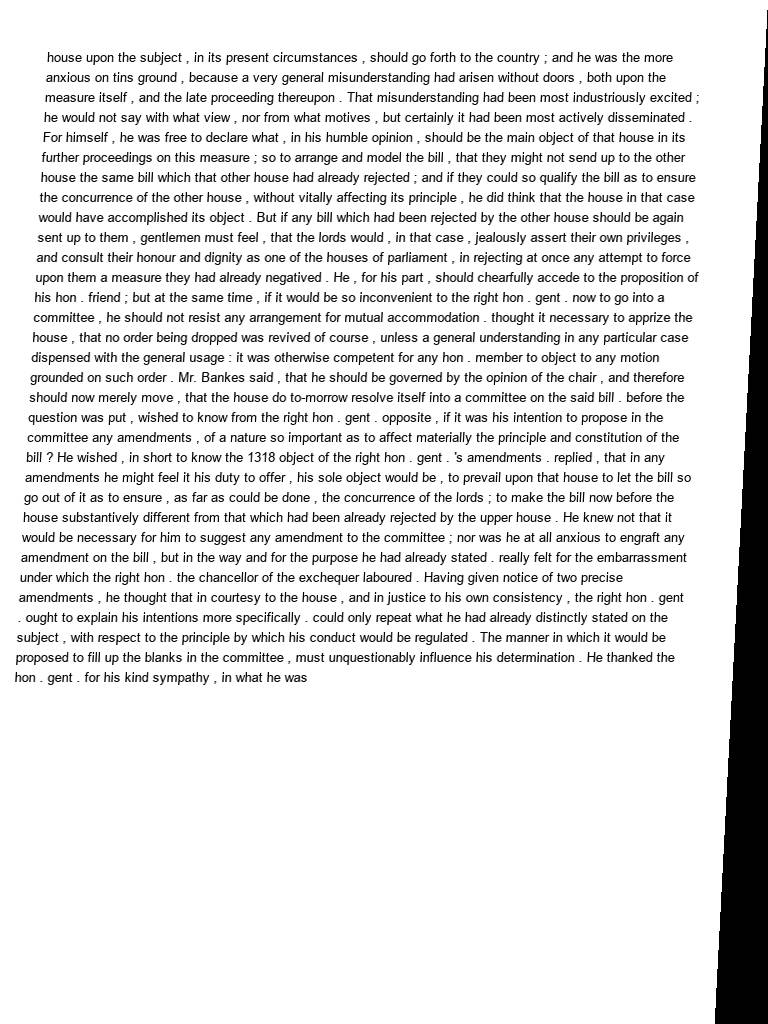 house upon the subject , in its present circumstances , should go forth to the country ; and he was the more
anxious on tins ground , because a very general misunderstanding had arisen without doors , both upon the
measure itself , and the late proceeding thereupon . That misunderstanding had been most industriously excited ;
he would not say with what view , nor from what motives , but certainly it had been most actively disseminated .
For himself , he was free to declare what , in his humble opinion , should be the main object of that house in its
further proceedings on this measure ; so to arrange and model the bill , that they might not send up to the other
house the same bill which that other house had already rejected ; and if they could so qualify the bill as to ensure
the concurrence of the other house , without vitally affecting its principle , he did think that the house in that case
would have accomplished its object . But if any bill which had been rejected by the other house should be again
sent up to them , gentlemen must feel , that the lords would , in that case , jealously assert their own privileges ,
and consult their honour and dignity as one of the houses of parliament , in rejecting at once any attempt to force
upon them a measure they had already negatived . He , for his part , should chearfully accede to the proposition of
his hon . friend ; but at the same time , if it would be so inconvenient to the right hon . gent . now to go into a
committee , he should not resist any arrangement for mutual accommodation . thought it necessary to apprize the
house , that no order being dropped was revived of course , unless a general understanding in any particular case
dispensed with the general usage : it was otherwise competent for any hon . member to object to any motion
grounded on such order . Mr. Bankes said , that he should be governed by the opinion of the chair , and therefore
should now merely move , that the house do to-morrow resolve itself into a committee on the said bill . before the
question was put , wished to know from the right hon . gent . opposite , if it was his intention to propose in the
committee any amendments , of a nature so important as to affect materially the principle and constitution of the
bill ? He wished , in short to know the 1318 object of the right hon . gent . 's amendments . replied , that in any
amendments he might feel it his duty to offer , his sole object would be , to prevail upon that house to let the bill so
go out of it as to ensure , as far as could be done , the concurrence of the lords ; to make the bill now before the
house substantively different from that which had been already rejected by the upper house . He knew not that it
would be necessary for him to suggest any amendment to the committee ; nor was he at all anxious to engraft any
amendment on the bill , but in the way and for the purpose he had already stated . really felt for the embarrassment
under which the right hon . the chancellor of the exchequer laboured . Having given notice of two precise
amendments , he thought that in courtesy to the house , and in justice to his own consistency , the right hon . gent
. ought to explain his intentions more specifically . could only repeat what he had already distinctly stated on the
subject , with respect to the principle by which his conduct would be regulated . The manner in which it would be
proposed to fill up the blanks in the committee , must unquestionably influence his determination . He thanked the
hon . gent . for his kind sympathy , in what he was